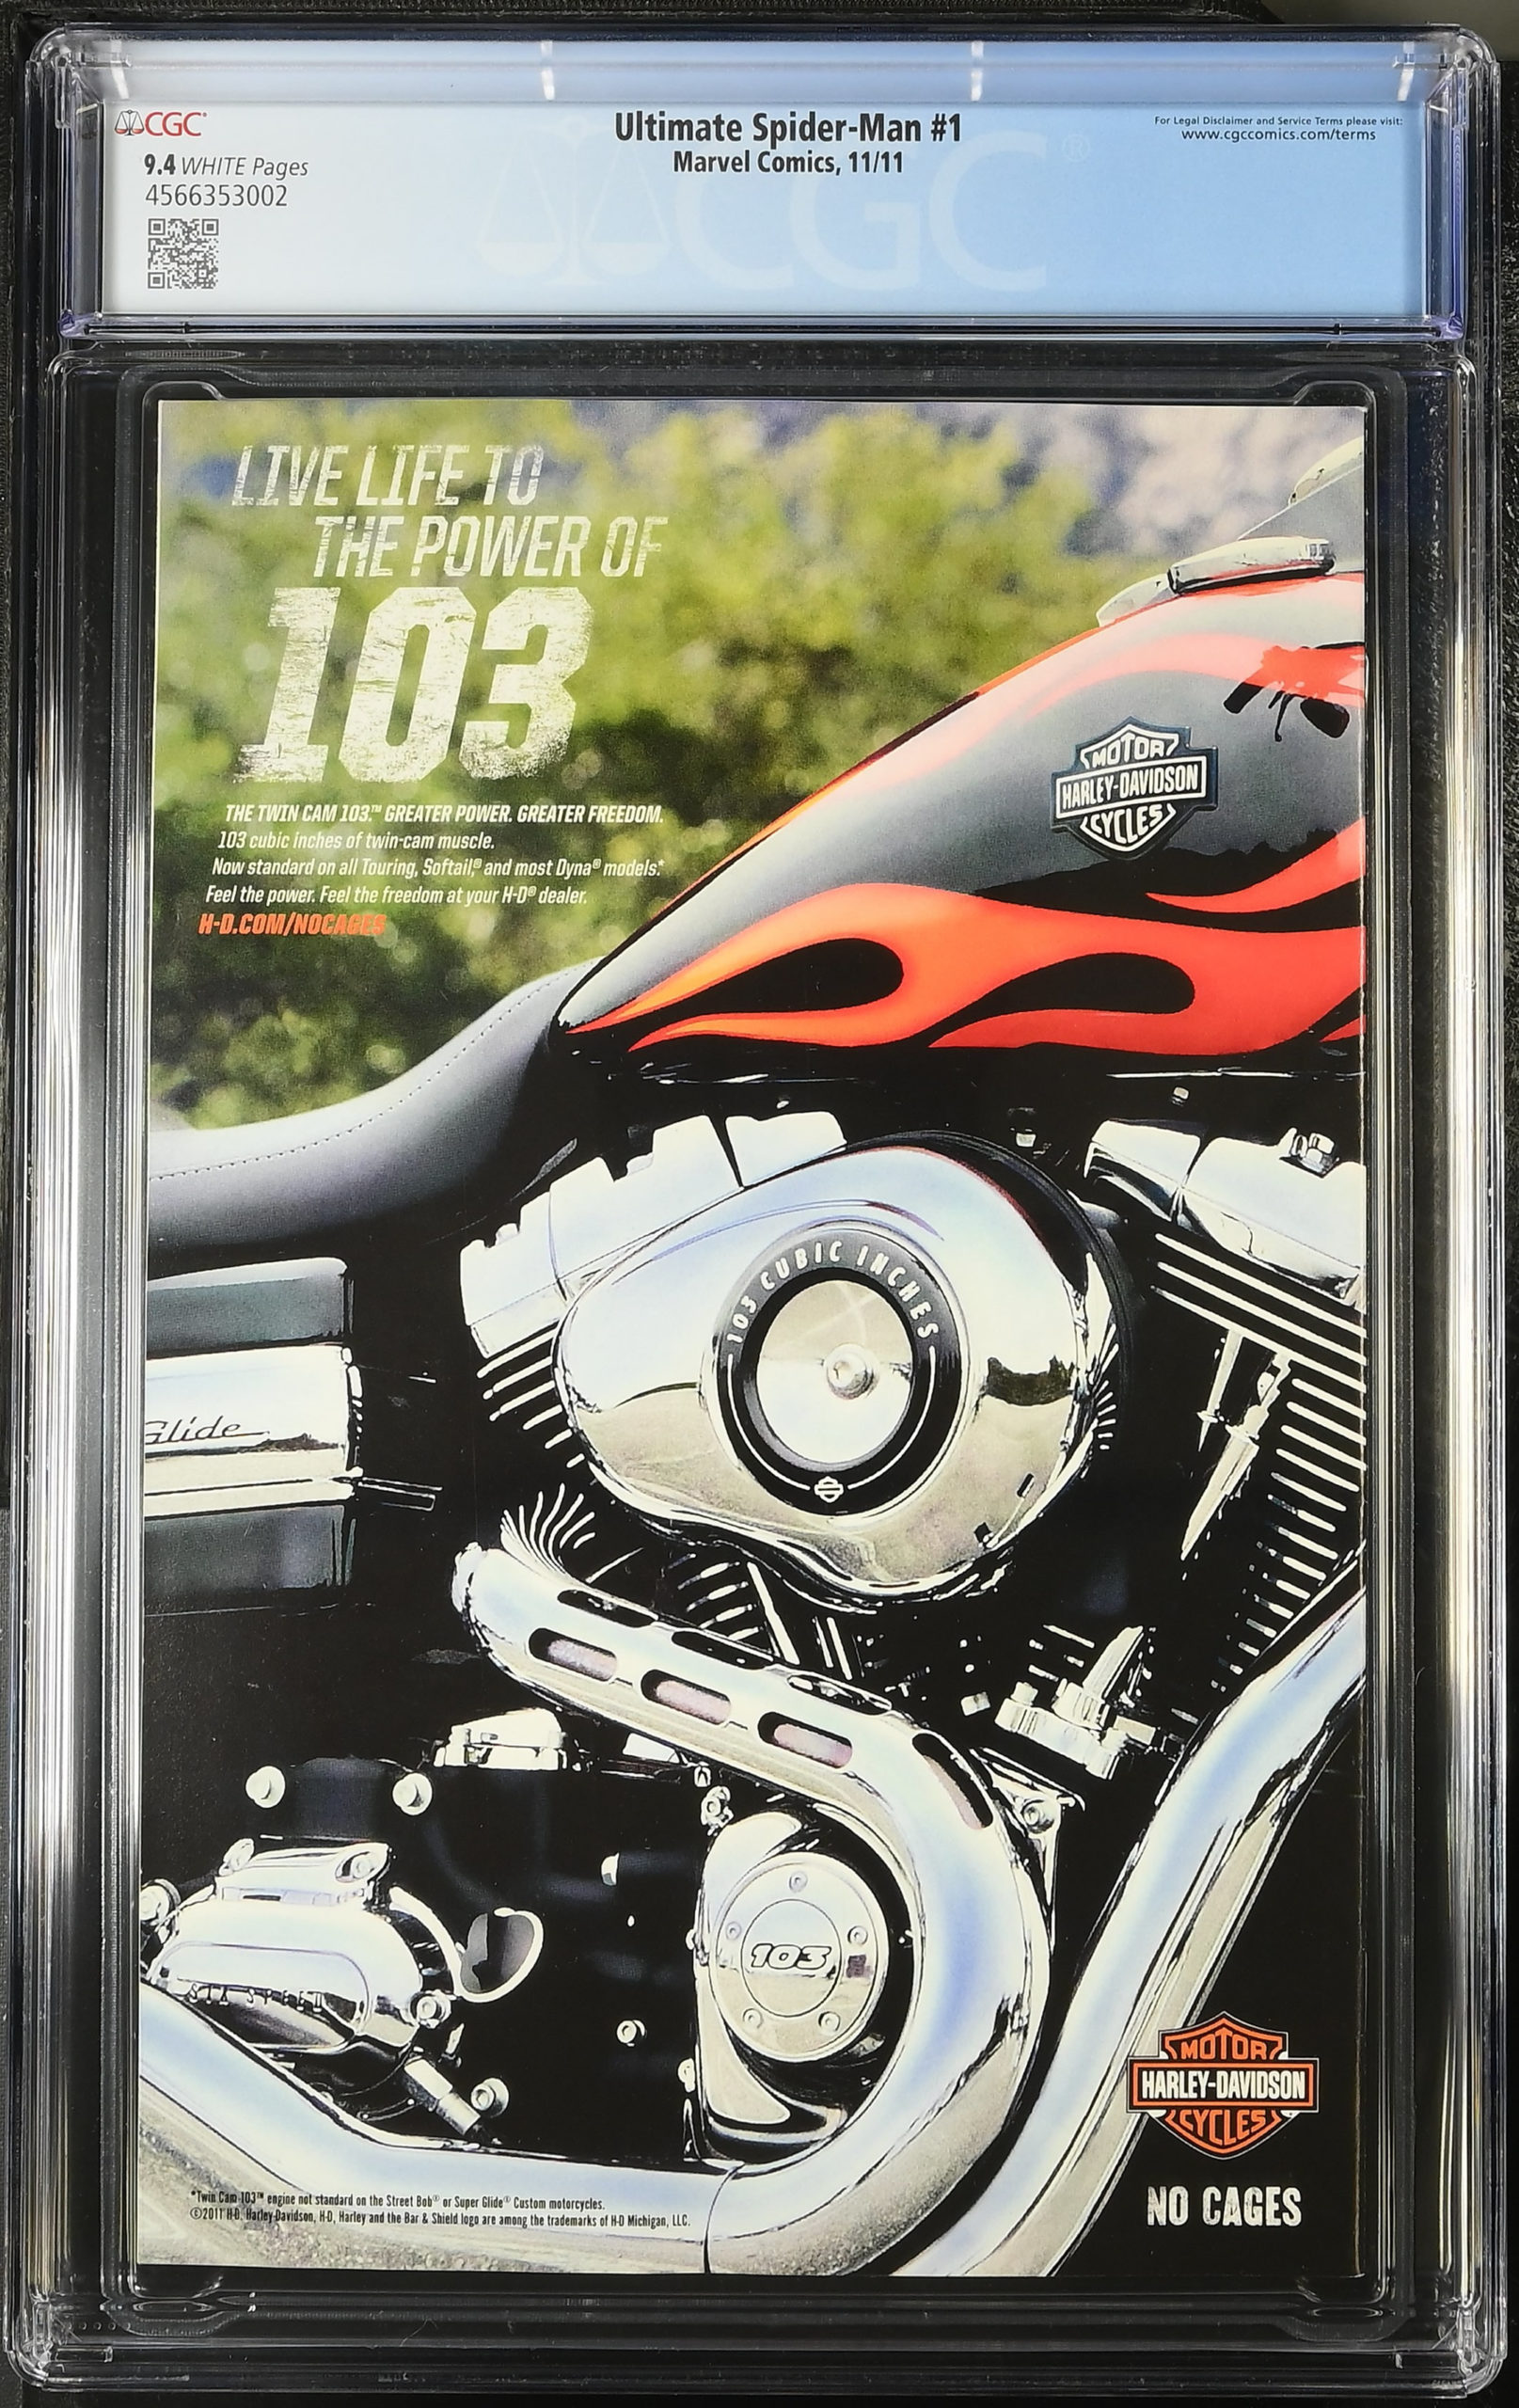 CGC
9.4 WHITE Pages
4566353002
Ultimate Spider-Man #1
Marvel Comics, 11/11
For Legal Disclaimer and Service Terms please visit:
www.cgccomics.com/terms
CGC®
LIVE LIFE TO
THE POWER OF
103
THE TWIN CAM 103.™ GREATER POWER. GREATER FREEDOM.
103 cubic inches of twin-cam muscle.
Now standard on all Touring, Softail,® and most Dyna® models.*
Feel the power. Feel the freedom at your H-D® dealer.
H-D.COM/NOCAGES
MOTOR
HARLEY-DAVIDSON
CYCLES
103 CUBIC INCHES
Glide
103
SIX SPEED
MOTOR
HARLEY-DAVIDSON
CYCLES
NO CAGES
*Twin Cam 103™ engine not standard on the Street Bob® or Super Glide® Custom motorcycles.
©2011 H-D. Harley-Davidson, H-D, Harley and the Bar & Shield logo are among the trademarks of H-D Michigan, LLC.